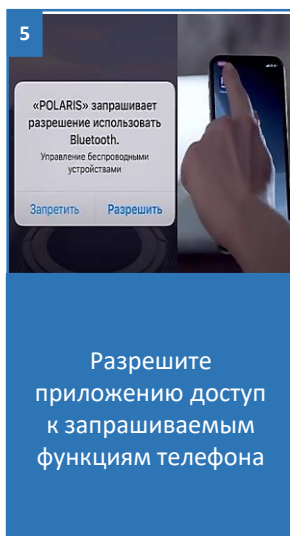 5
«POLARIS» запрашивает
разрешение использовать
Bluetooth.
Управление беспроводными
устройствами
Запретить Разрешить
Разрешите
приложению доступ
к запрашиваемым
функциям телефона